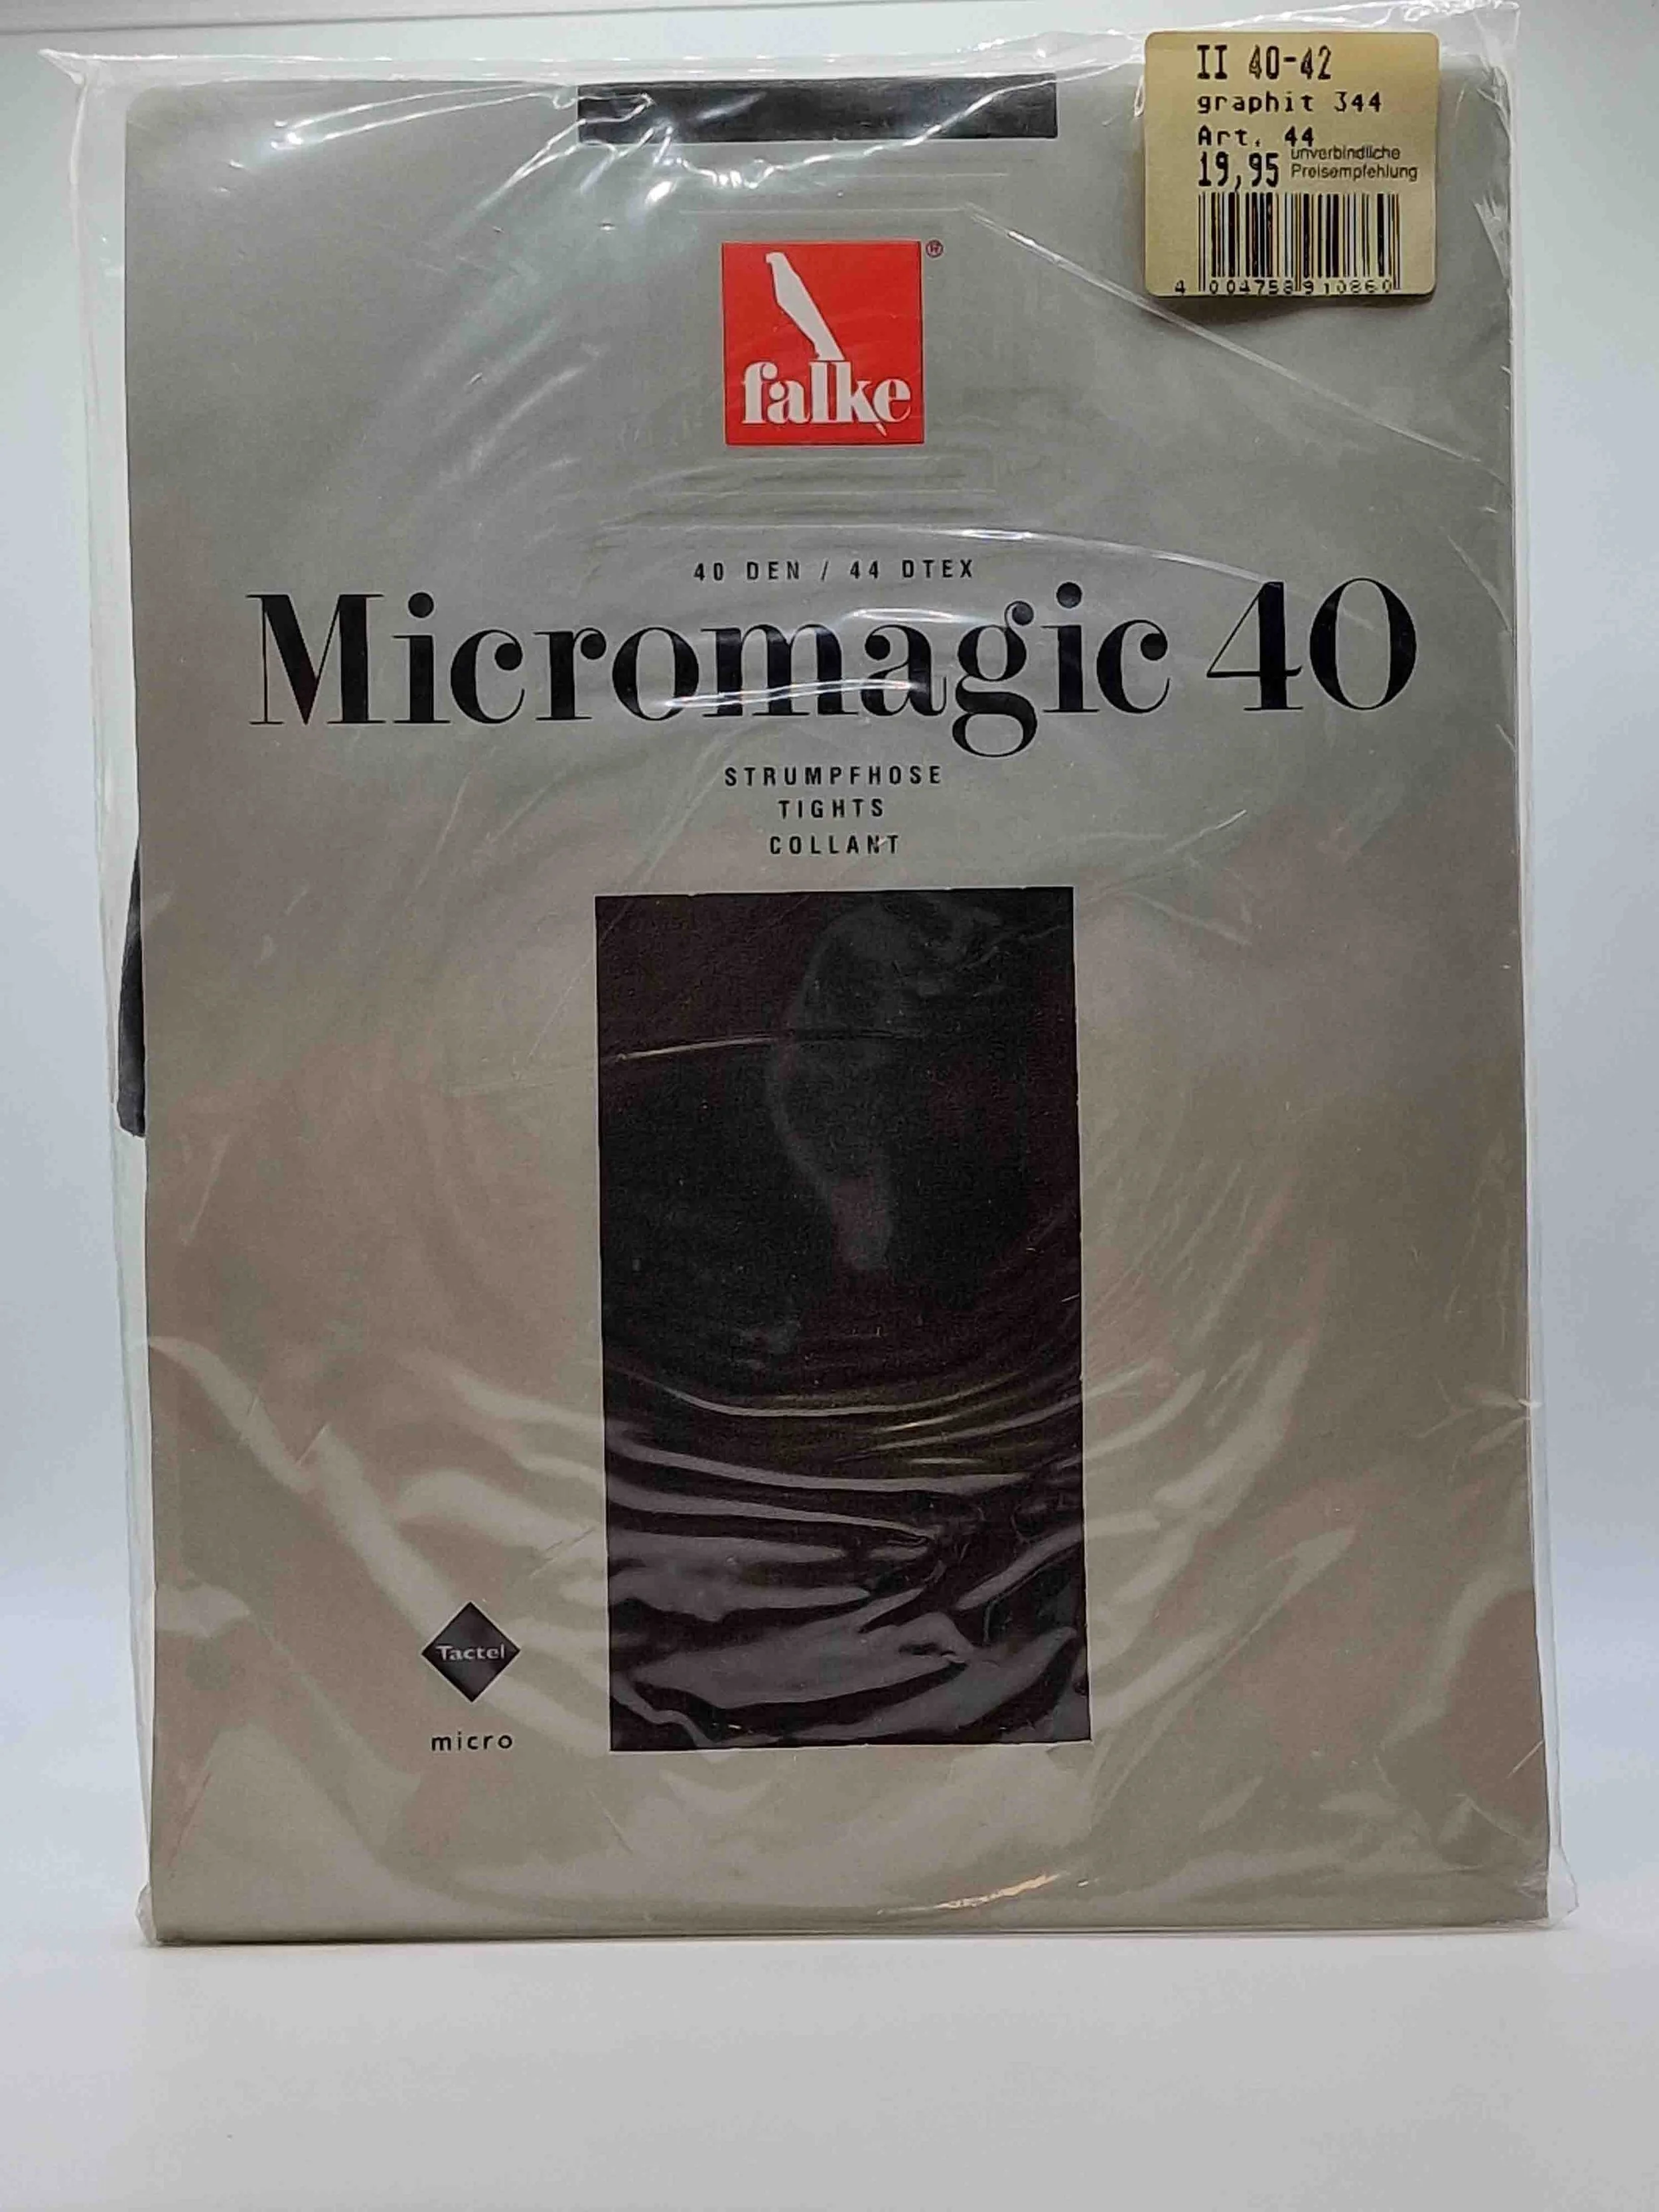 II 40-42
graphit 344
Art. 44
19,95 unverbindliche
Preisempfehlung
4 004758 910860
falke ®
40 DEN / 44 DTEX
Micromagic 40
STRUMPFHOSE
TIGHTS
COLLANT
Tactel
micro